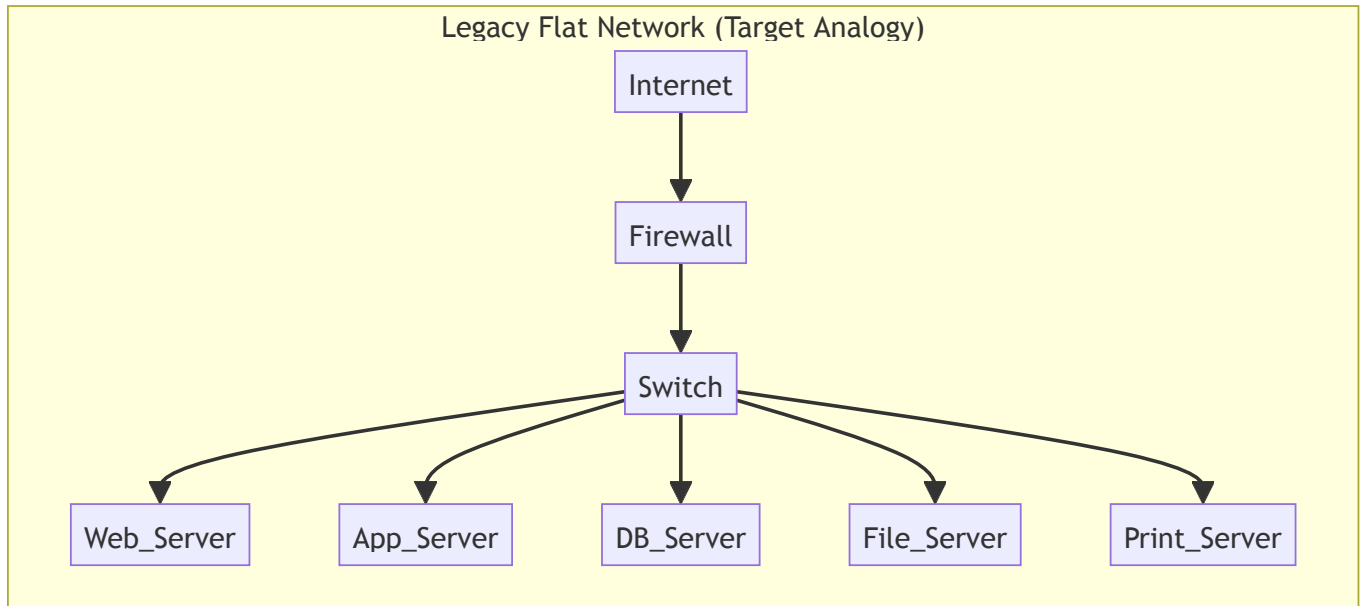 Legacy Flat Network (Target Analogy)
Internet
Firewall
Switch
Web_Server
App_Server
DB_Server
File_Server
Print_Server